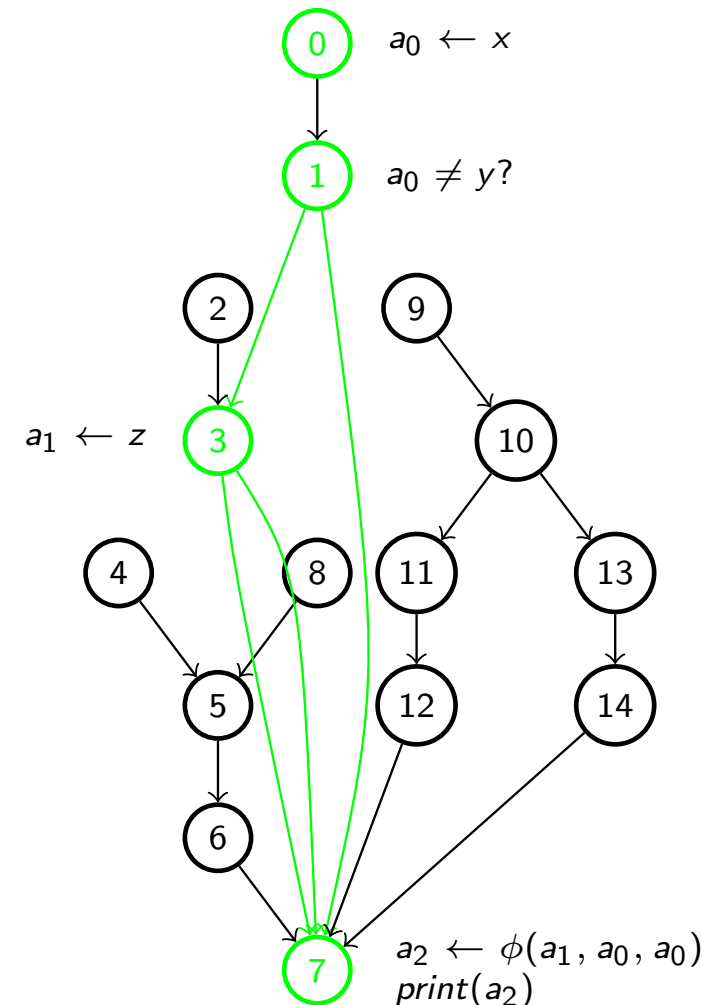 0 a₀ ← x
1 a₀ ≠ y?
2 9
a₁ ← z 3 10
4 8 11 13
5 12 14
6
7 a₂ ← ϕ(a₁, a₀, a₀)
print(a₂)